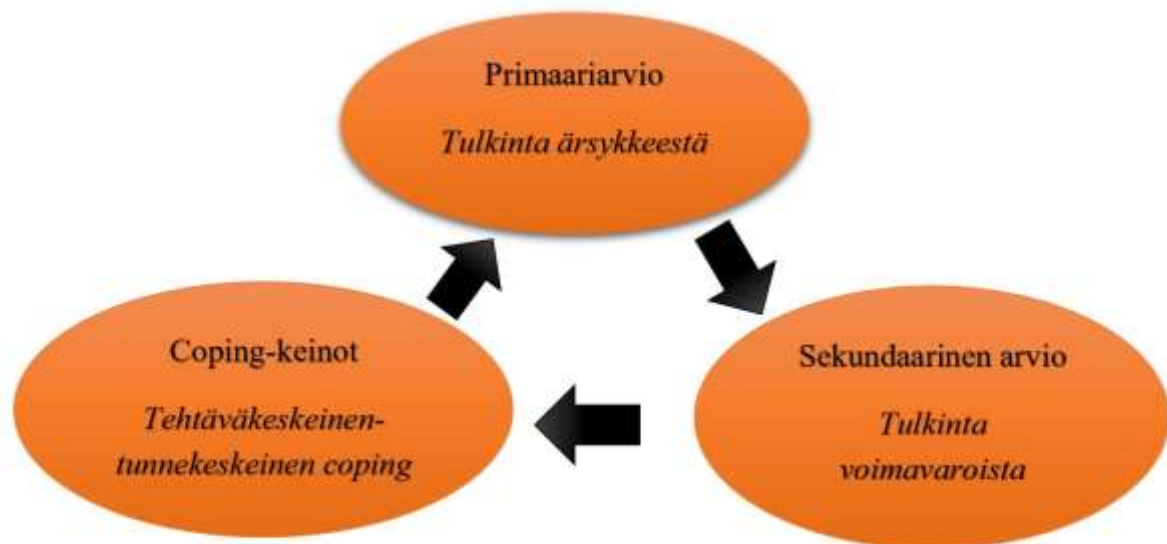 Primaariarvio
Tulkinta ärsykkeestä
Coping-keinot
Tehtäväkeskeinen-
tunnekeskeinen coping
Sekundaarinen arvio
Tulkinta
voimavaroista